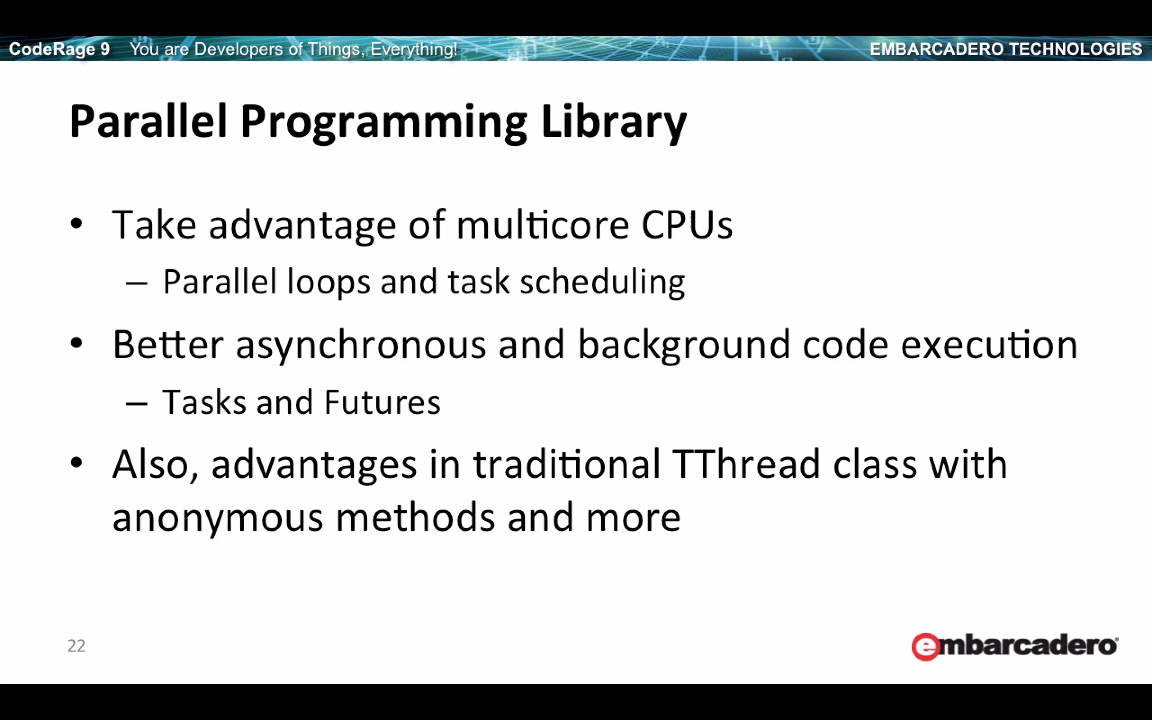 CodeRage 9 You are Developers of Things, Everything! EMBARCADERO TECHNOLOGIES
Parallel Programming Library
• Take advantage of multicore CPUs
– Parallel loops and task scheduling
• Better asynchronous and background code execution
– Tasks and Futures
• Also, advantages in traditional TThread class with
anonymous methods and more
22
embarcadero®